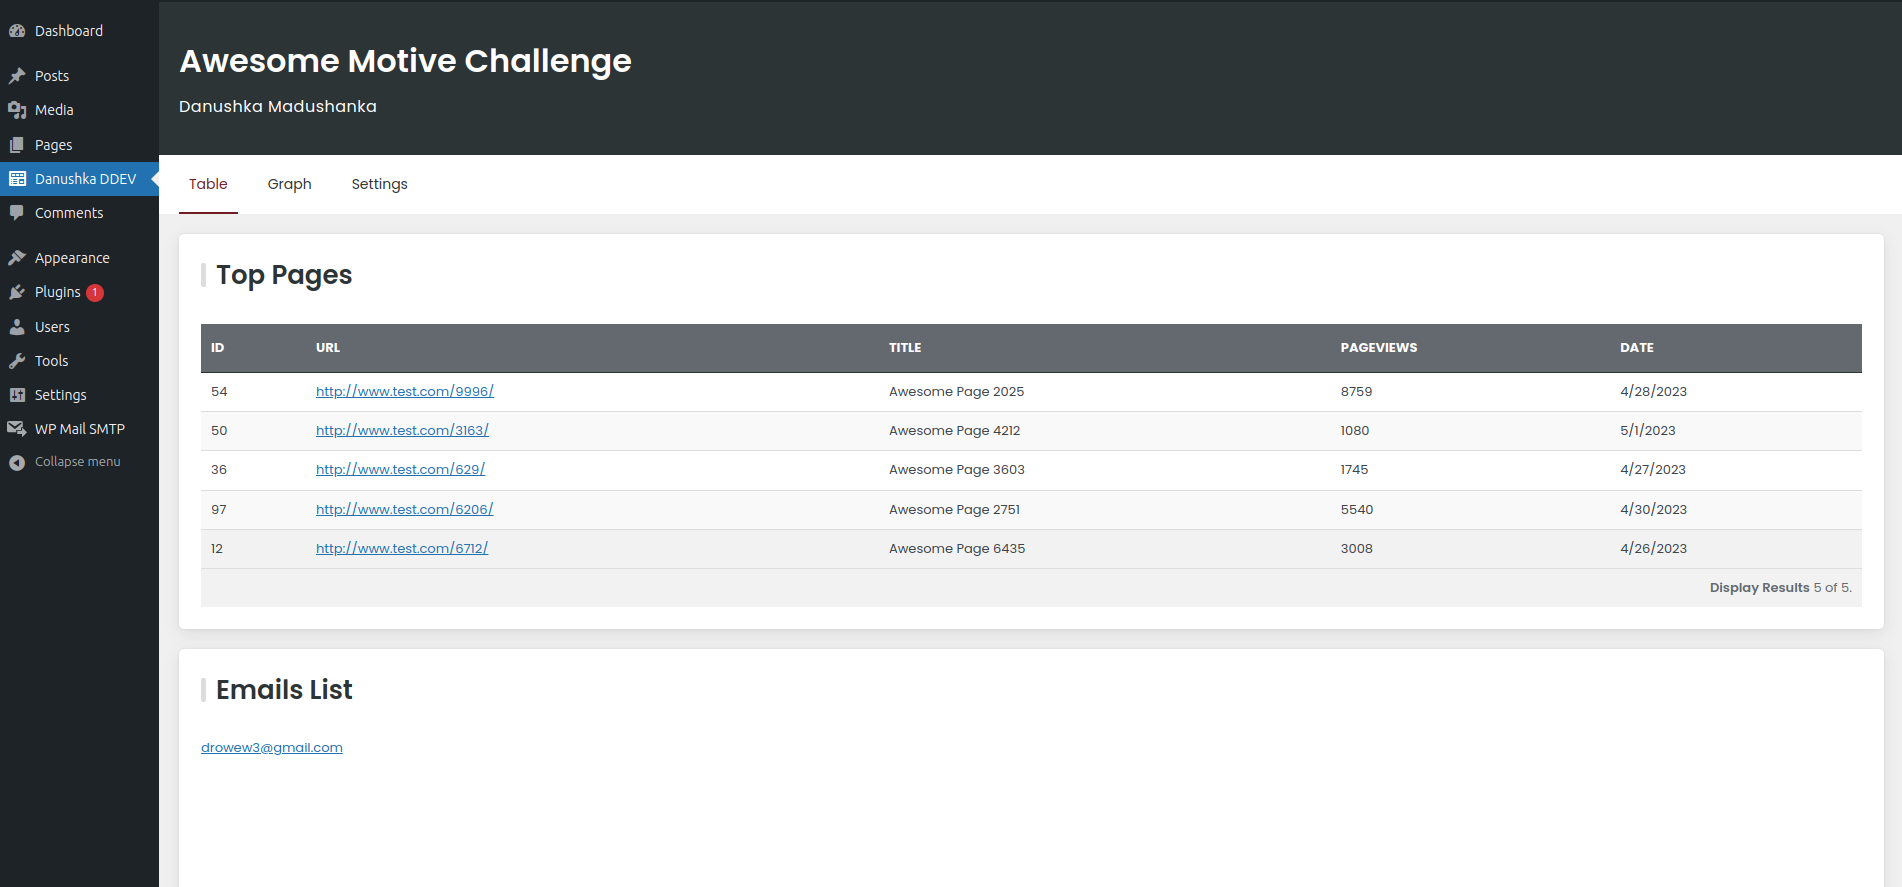 Dashboard
Posts
Media
Pages
Danushka DDEV
Comments
Appearance
Plugins 1
Users
Tools
Settings
WP Mail SMTP
Collapse menu
Awesome Motive Challenge
Danushka Madushanka
Table Graph Settings
Top Pages
ID URL TITLE PAGEVIEWS DATE
54 http://www.test.com/9996/ Awesome Page 2025 8759 4/28/2023
50 http://www.test.com/3163/ Awesome Page 4212 1080 5/1/2023
36 http://www.test.com/629/ Awesome Page 3603 1745 4/27/2023
97 http://www.test.com/6206/ Awesome Page 2751 5540 4/30/2023
12 http://www.test.com/6712/ Awesome Page 6435 3008 4/26/2023
Display Results 5 of 5.
Emails List
drowew3@gmail.com